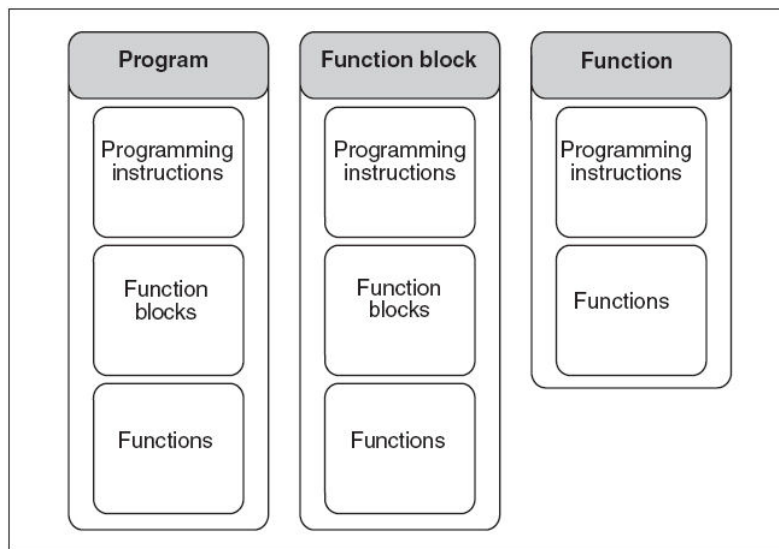 Program
Programming
instructions
Function
blocks
Functions
Function block
Programming
instructions
Function
blocks
Functions
Function
Programming
instructions
Functions